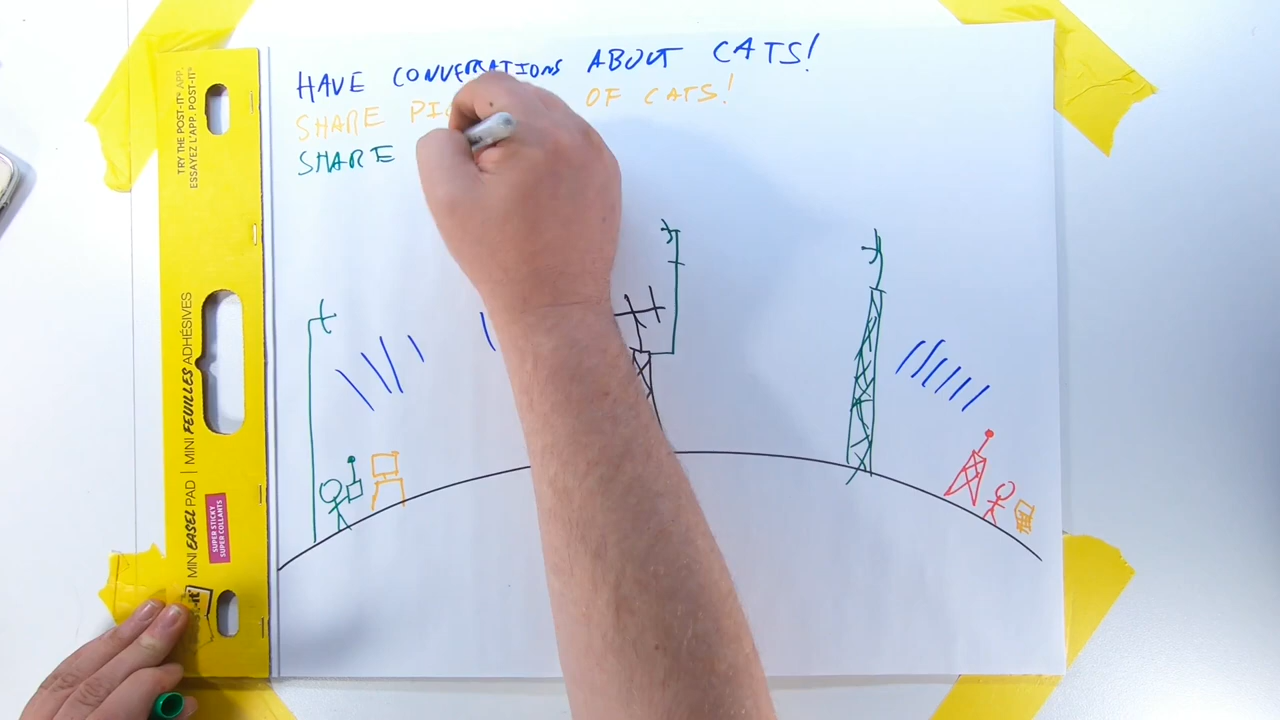 HAVE CONVERRATIONS ABOUT CATS!
SHARE OF CATS!
SHARE
TRY THE POST-IT® APP.
ESSAYEZ L'APP. POST-IT®
MINI EASEL PAD | MINI FEUILLES ADHÉSIVES
SUPER STICKY
SUPER COLLANTS